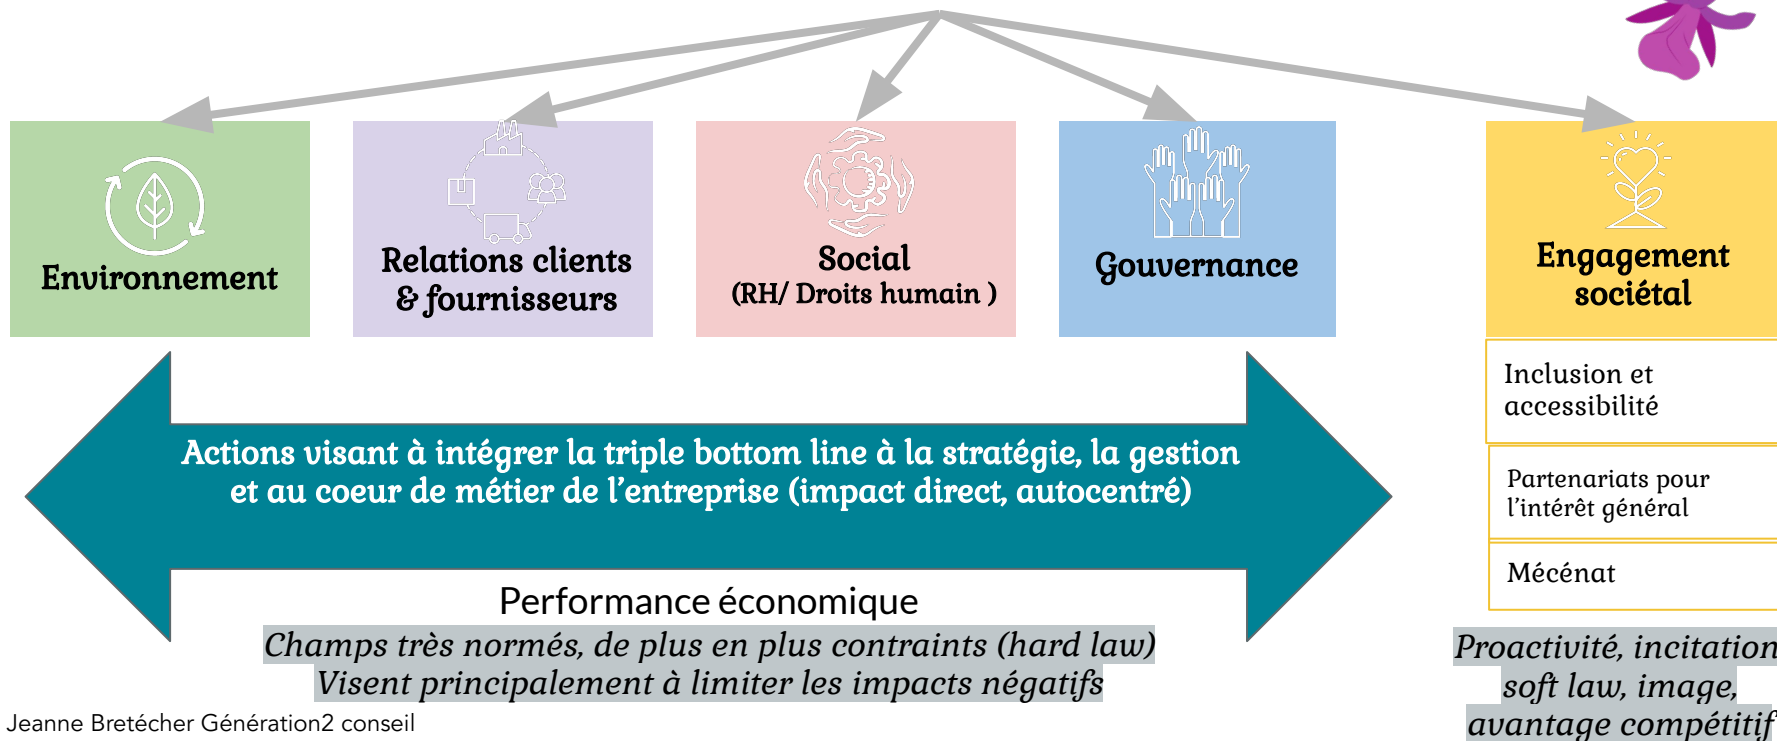 Environnement
Relations clients
& fournisseurs
Social
(RH/ Droits humain )
Gouvernance
Engagement
sociétal
Inclusion et
accessibilité
Partenariats pour
l'intérêt général
Mécénat
Actions visant à intégrer la triple bottom line à la stratégie, la gestion
et au coeur de métier de l'entreprise (impact direct, autocentré)
Performance économique
Champs très normés, de plus en plus contraints (hard law)
Visent principalement à limiter les impacts négatifs
Proactivité, incitation
soft law, image,
avantage compétitif
Jeanne Bretécher Génération2 conseil